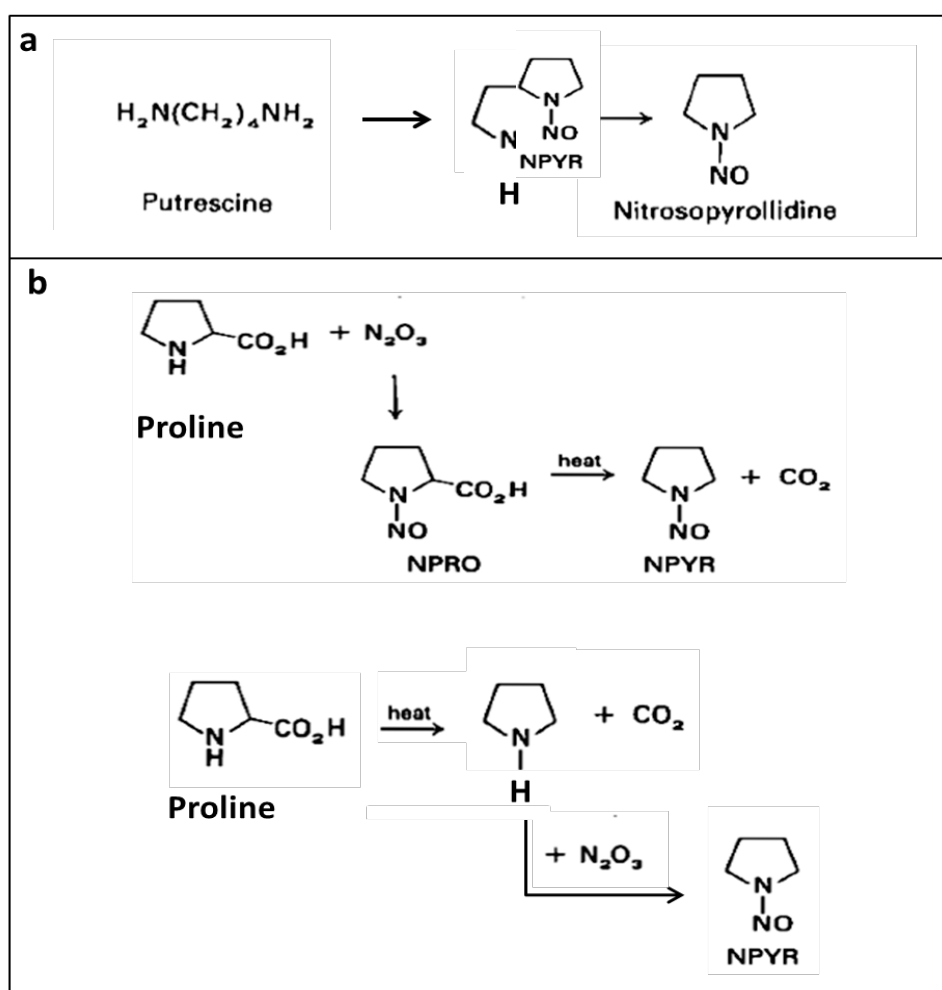 a
H₂N(CH₂)₄NH₂
Putrescine
N
H
N
NO
NPYR
N
NO
Nitrosopyrollidine
b
N
H
CO₂H + N₂O₃
Proline
N
NO
CO₂H
NPRO
heat
N
NO
NPYR
+ CO₂
N
H
CO₂H
Proline
heat
N
H
+ CO₂
+ N₂O₃
N
NO
NPYR